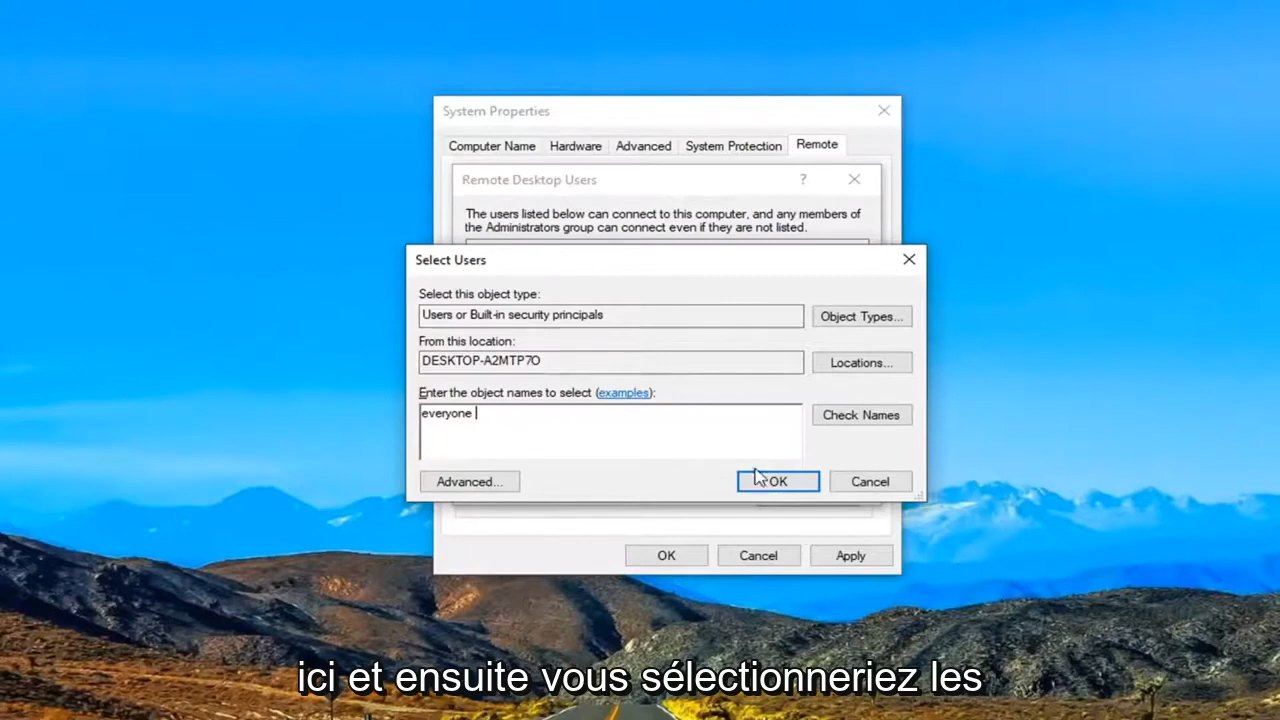 System Properties
Computer Name Hardware Advanced System Protection Remote
Remote Desktop Users ?
The users listed below can connect to this computer, and any members of
the Administrators group can connect even if they are not listed.
Select Users
Select this object type:
Users or Built-in security principals Object Types...
From this location:
DESKTOP-A2MTP7O Locations...
Enter the object names to select (examples):
everyone Check Names
Advanced... OK Cancel
OK Cancel Apply
ici et ensuite vous sélectionneriez les